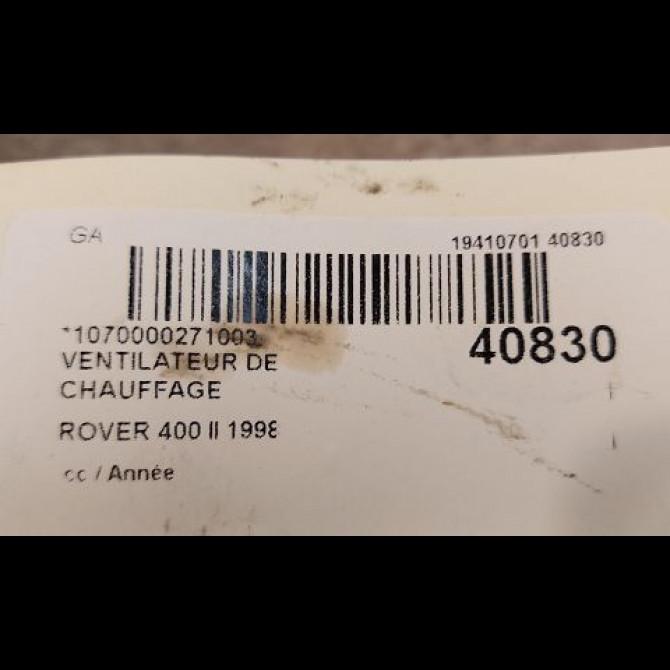 GA
19410701 40830
*1070000271003
40830
VENTILATEUR DE
CHAUFFAGE
ROVER 400 II 1998
cc / Année